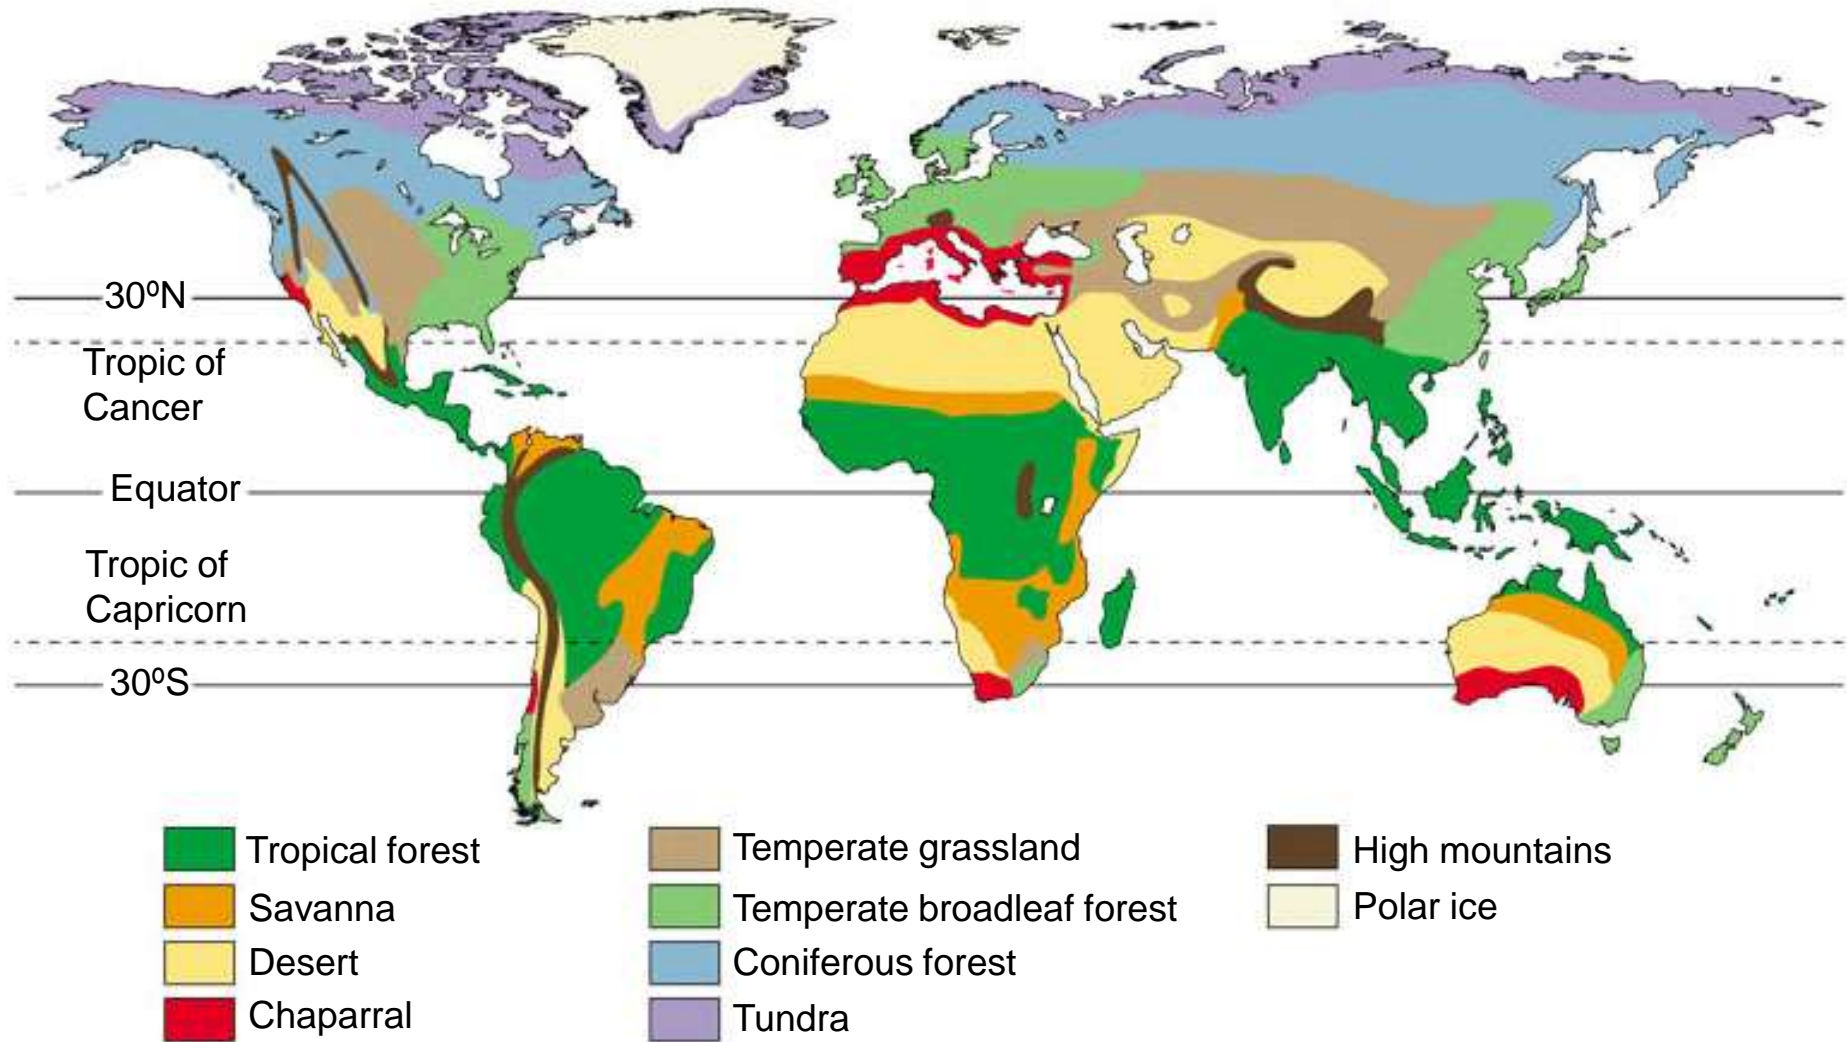 30ºN
Tropic of
Cancer
Equator
Tropic of
Capricorn
30ºS
Tropical forest
Savanna
Desert
Chaparral
Temperate grassland
Temperate broadleaf forest
Coniferous forest
Tundra
High mountains
Polar ice